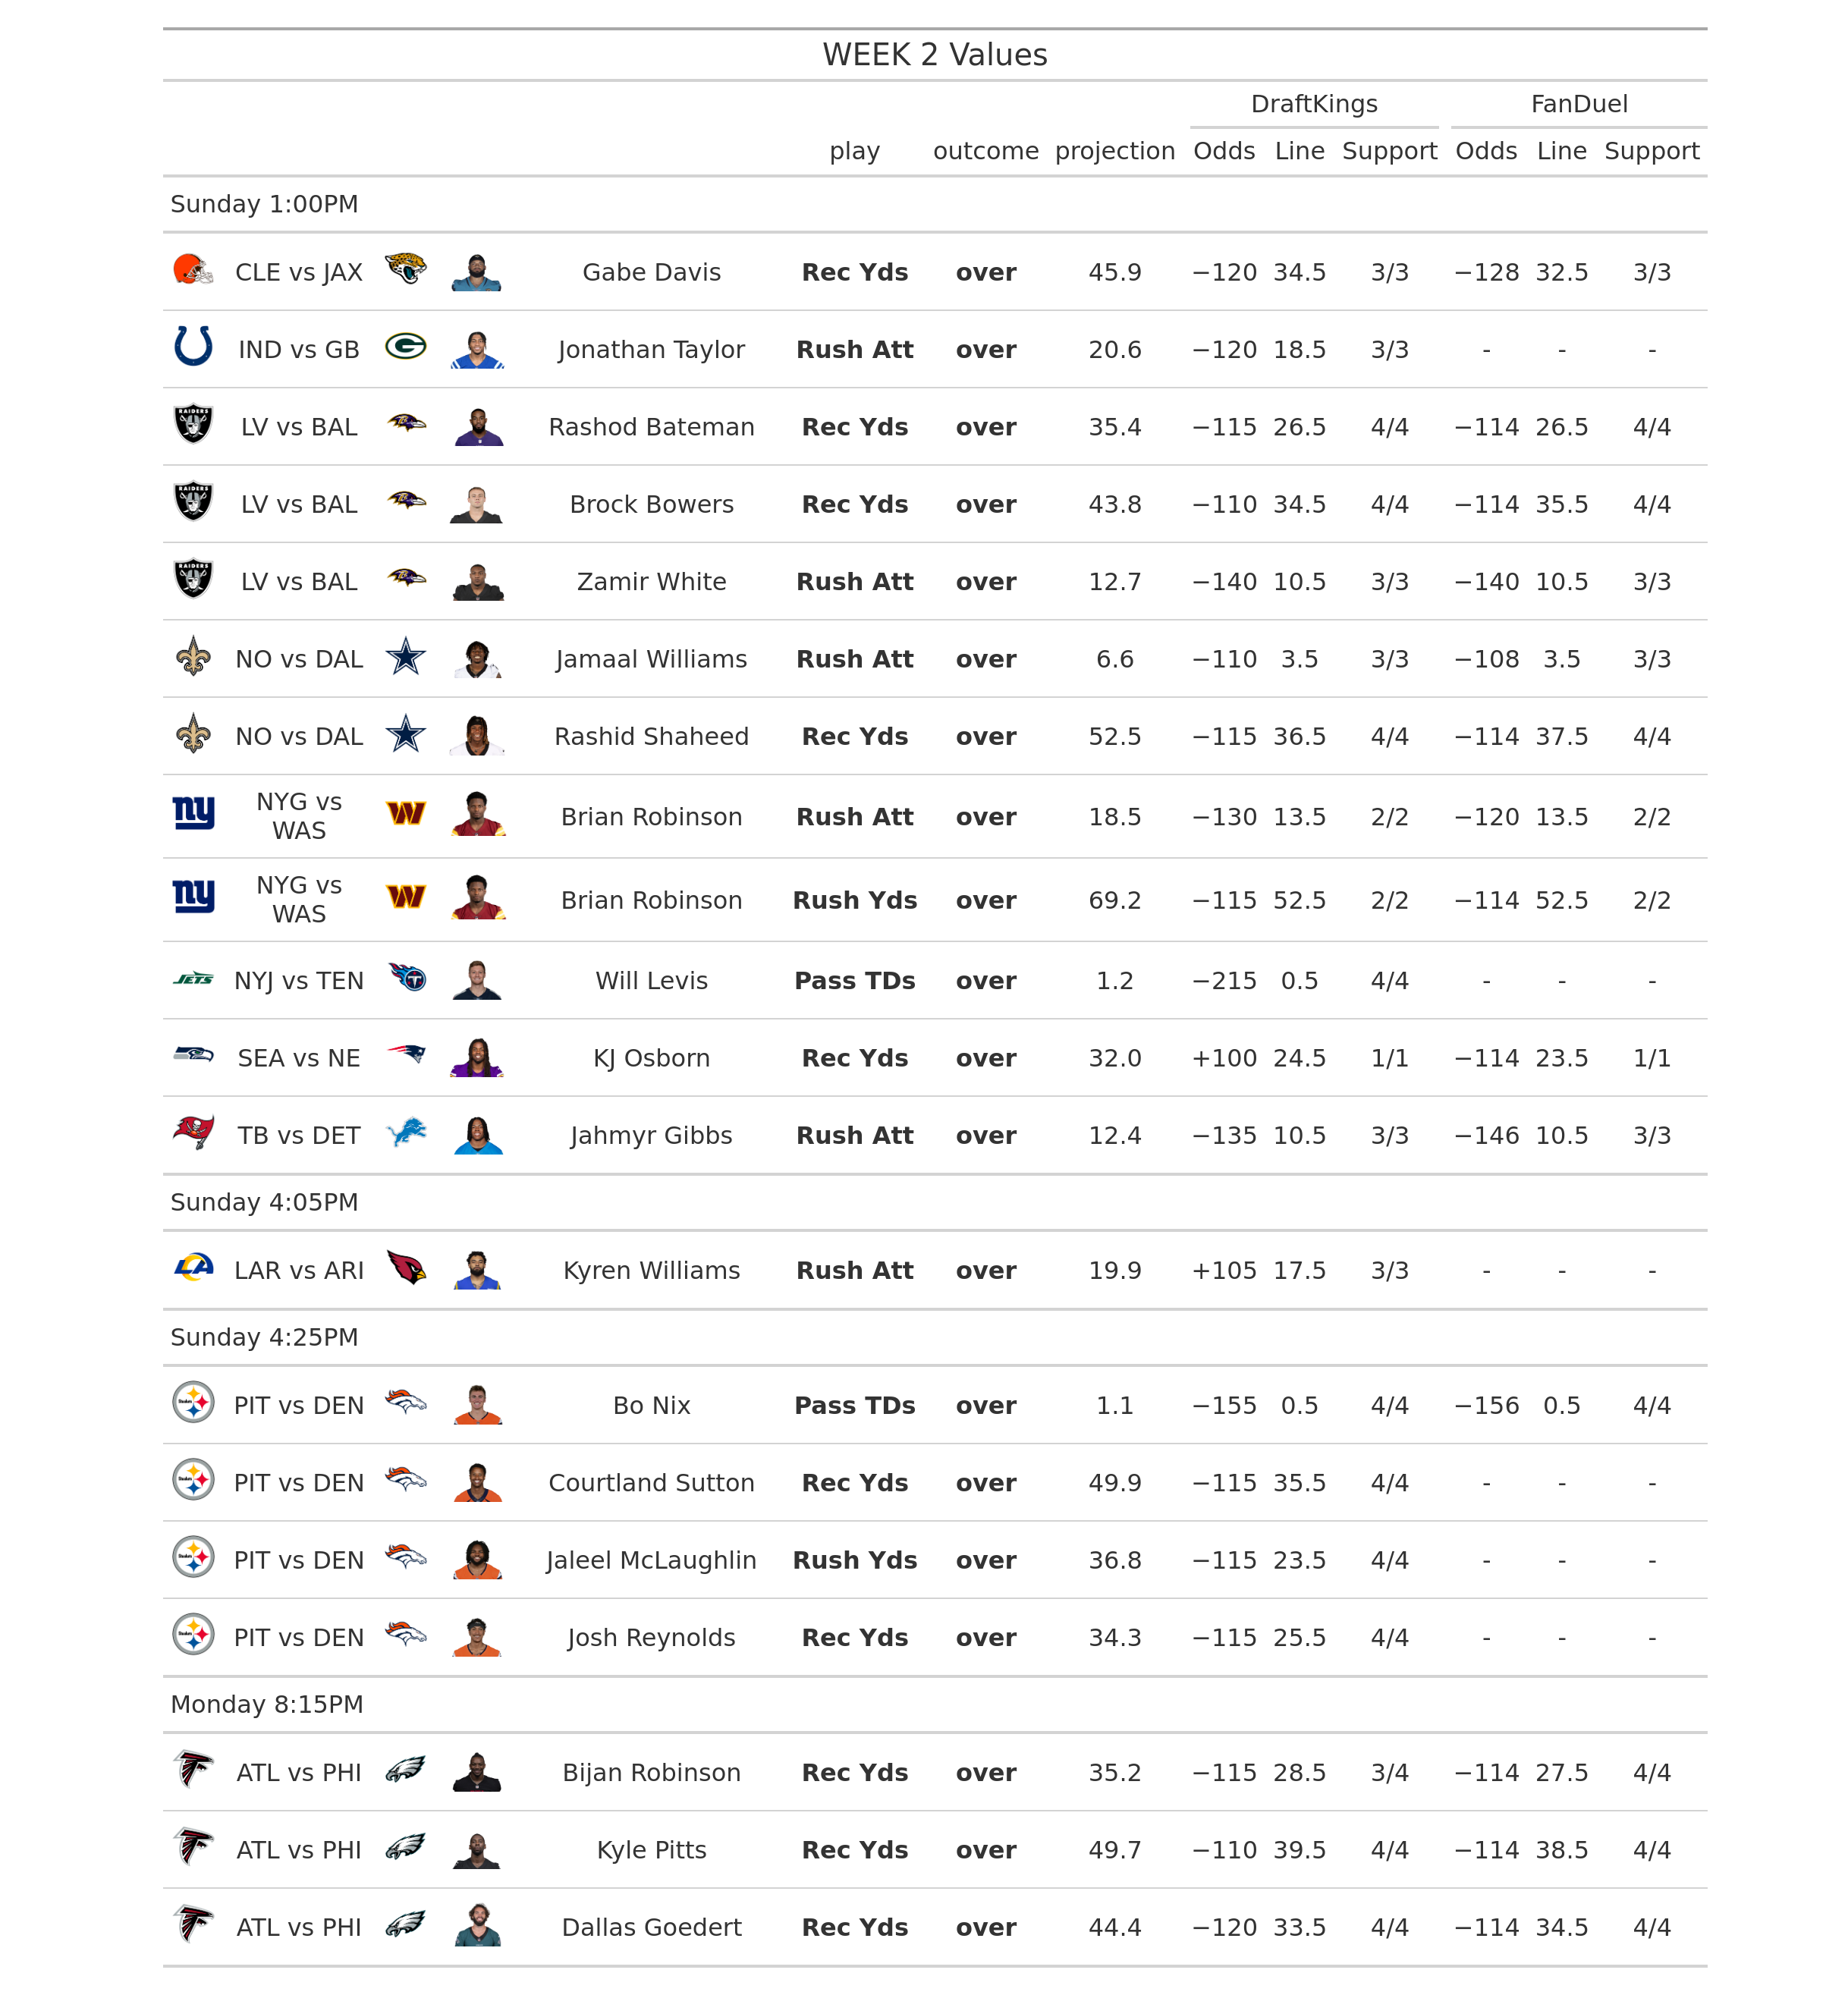 WEEK 2 Values
DraftKings FanDuel
play outcome projection Odds Line Support Odds Line Support
Sunday 1:00PM
CLE vs JAX Gabe Davis Rec Yds over 45.9 −120 34.5 3/3 −128 32.5 3/3
IND vs GB Jonathan Taylor Rush Att over 20.6 −120 18.5 3/3 - - -
RAIDERS LV vs BAL Rashod Bateman Rec Yds over 35.4 −115 26.5 4/4 −114 26.5 4/4
RAIDERS LV vs BAL Brock Bowers Rec Yds over 43.8 −110 34.5 4/4 −114 35.5 4/4
RAIDERS LV vs BAL Zamir White Rush Att over 12.7 −140 10.5 3/3 −140 10.5 3/3
NO vs DAL Jamaal Williams Rush Att over 6.6 −110 3.5 3/3 −108 3.5 3/3
NO vs DAL Rashid Shaheed Rec Yds over 52.5 −115 36.5 4/4 −114 37.5 4/4
NYG vs
ny WAS W Brian Robinson Rush Att over 18.5 −130 13.5 2/2 −120 13.5 2/2
NYG vs
ny WAS W Brian Robinson Rush Yds over 69.2 −115 52.5 2/2 −114 52.5 2/2
JETS NYJ vs TEN T Will Levis Pass TDs over 1.2 −215 0.5 4/4 - - -
SEA vs NE KJ Osborn Rec Yds over 32.0 +100 24.5 1/1 −114 23.5 1/1
TB vs DET Jahmyr Gibbs Rush Att over 12.4 −135 10.5 3/3 −146 10.5 3/3
Sunday 4:05PM
LA LAR vs ARI Kyren Williams Rush Att over 19.9 +105 17.5 3/3 - - -
Sunday 4:25PM
Steelers PIT vs DEN Bo Nix Pass TDs over 1.1 −155 0.5 4/4 −156 0.5 4/4
Steelers PIT vs DEN Courtland Sutton Rec Yds over 49.9 −115 35.5 4/4 - - -
Steelers PIT vs DEN Jaleel McLaughlin Rush Yds over 36.8 −115 23.5 4/4 - - -
Steelers PIT vs DEN Josh Reynolds Rec Yds over 34.3 −115 25.5 4/4 - - -
Monday 8:15PM
ATL vs PHI Bijan Robinson Rec Yds over 35.2 −115 28.5 3/4 −114 27.5 4/4
ATL vs PHI Kyle Pitts Rec Yds over 49.7 −110 39.5 4/4 −114 38.5 4/4
ATL vs PHI Dallas Goedert Rec Yds over 44.4 −120 33.5 4/4 −114 34.5 4/4